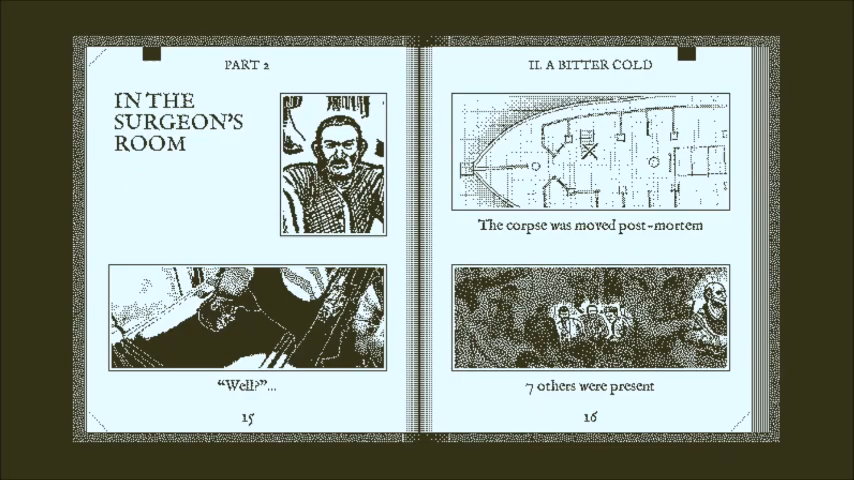 PART 2
IN THE
SURGEON'S
ROOM
"Well?"...
15
II. A BITTER COLD
The corpse was moved post-mortem
7 others were present
16